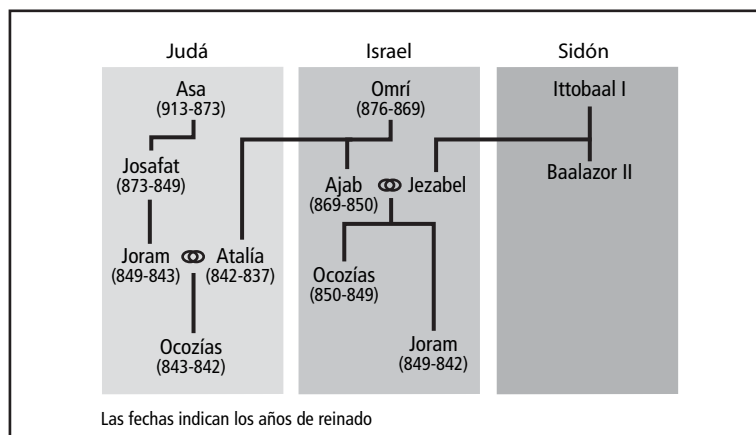 Judá
Israel
Sidón
Asa
(913-873)
Omrí
(876-869)
Ittobaal I
Josafat
(873-849)
Ajab
(869-850)
Jezabel
Baalazor II
Joram
(849-843)
Atalía
(842-837)
Ocozías
(850-849)
Ocozías
(843-842)
Joram
(849-842)
Las fechas indican los años de reinado